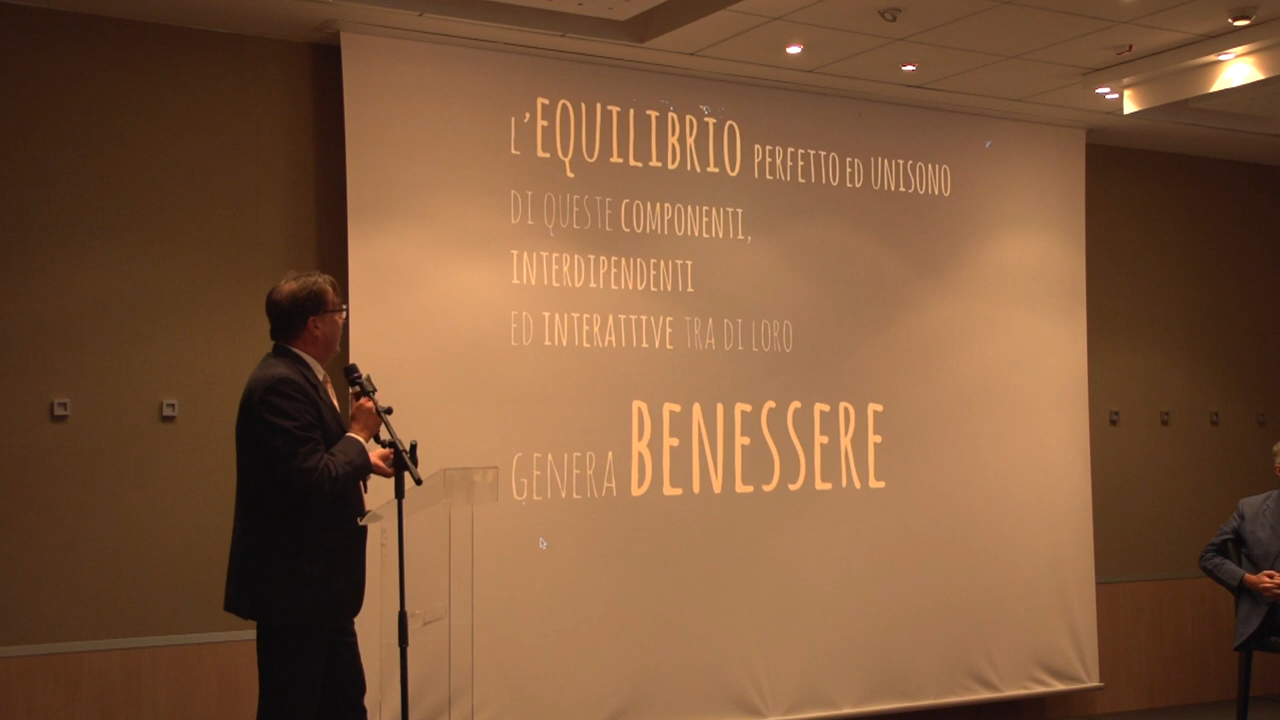 L'EQUILIBRIO PERFETTO ED UNISONO
DI QUESTE COMPONENTI,
INTERDIPENDENTI
ED INTERATTIVE TRA DI LORO
GENERA BENESSERE